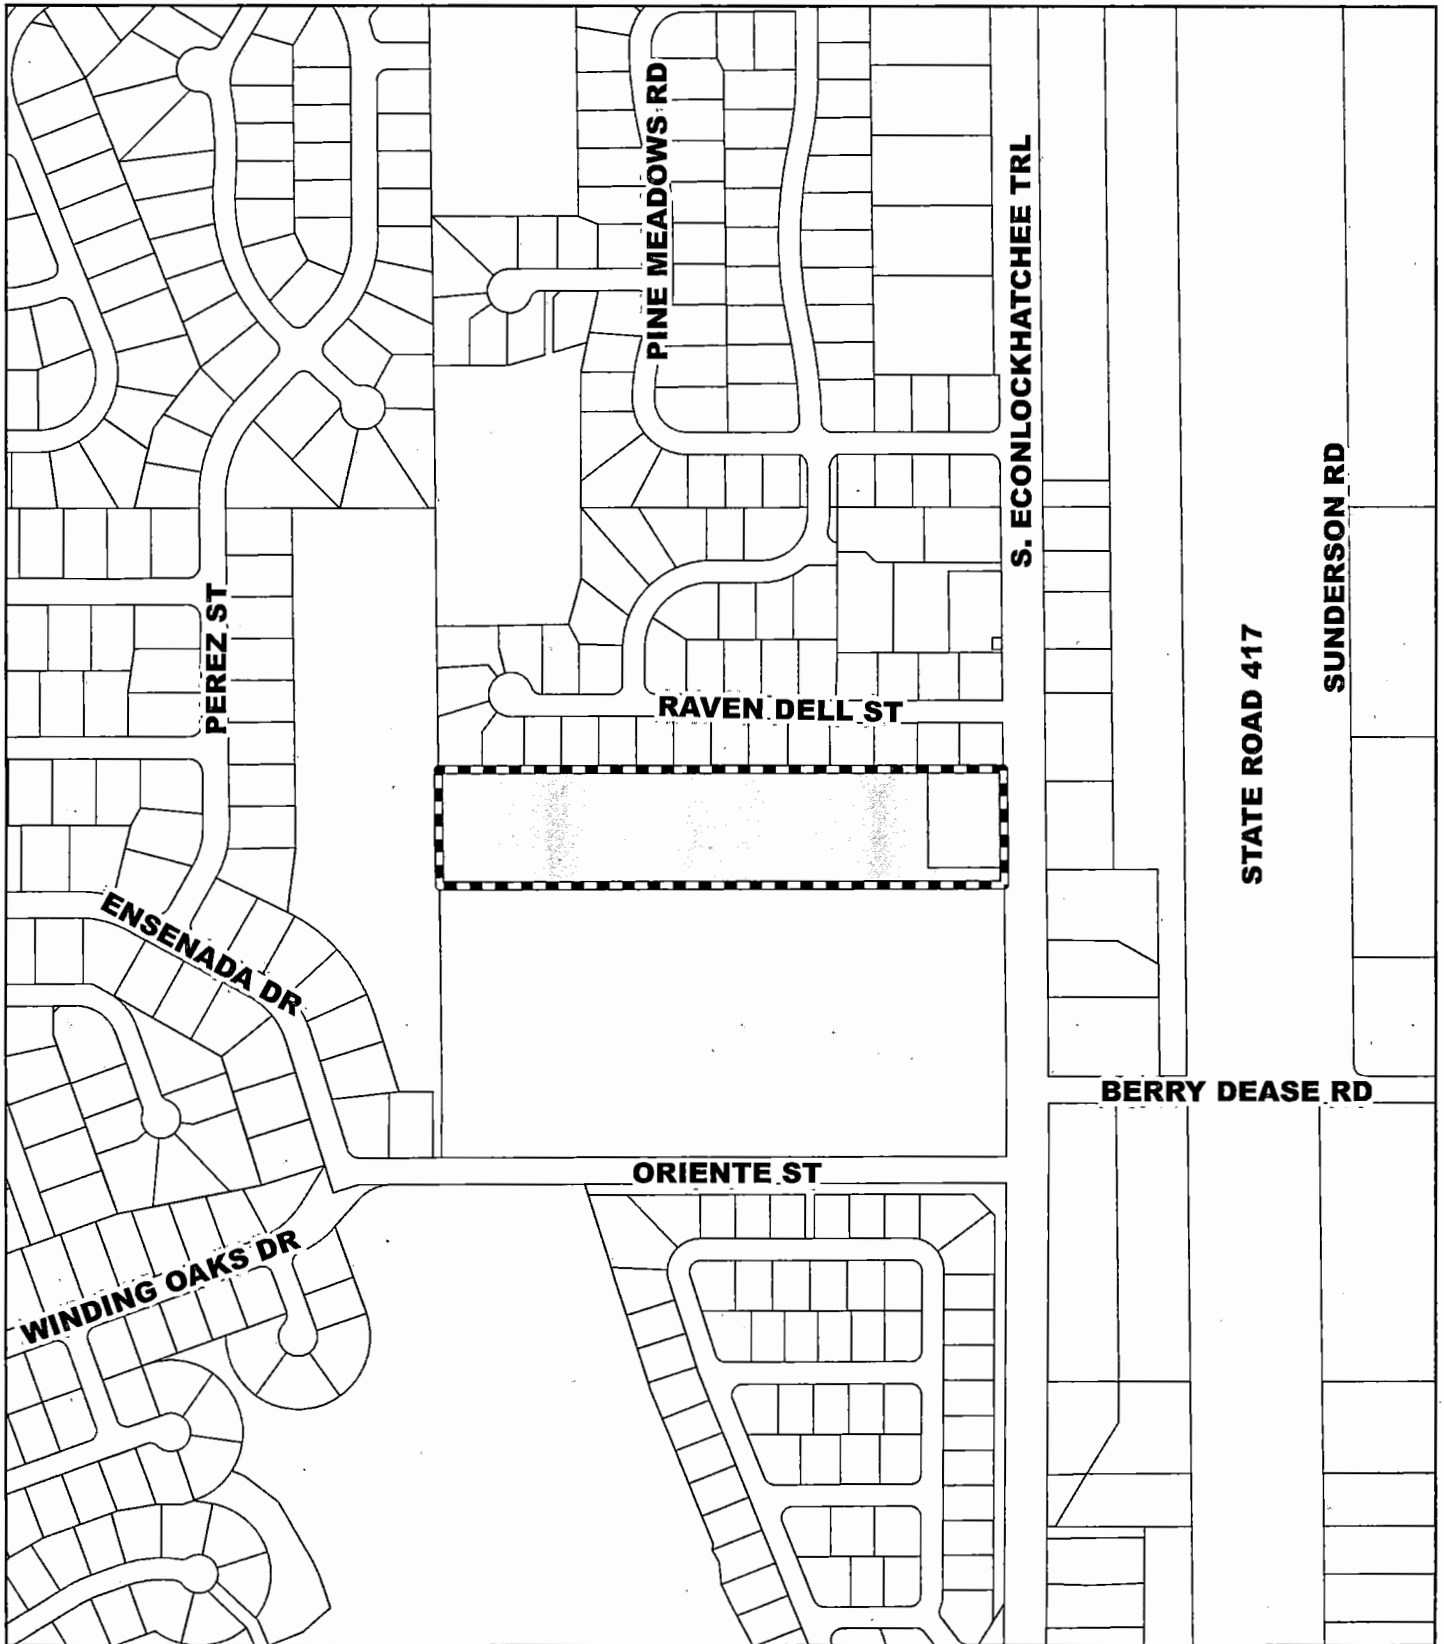 PINE MEADOWS RD
S. ECONLOCKHATCHEE TRL
SUNDERSON RD
PEREZ ST
STATE ROAD 417
RAVEN DELL ST
ENSENADA DR
BERRY DEASE RD
ORIENTE ST
WINDING OAKS DR